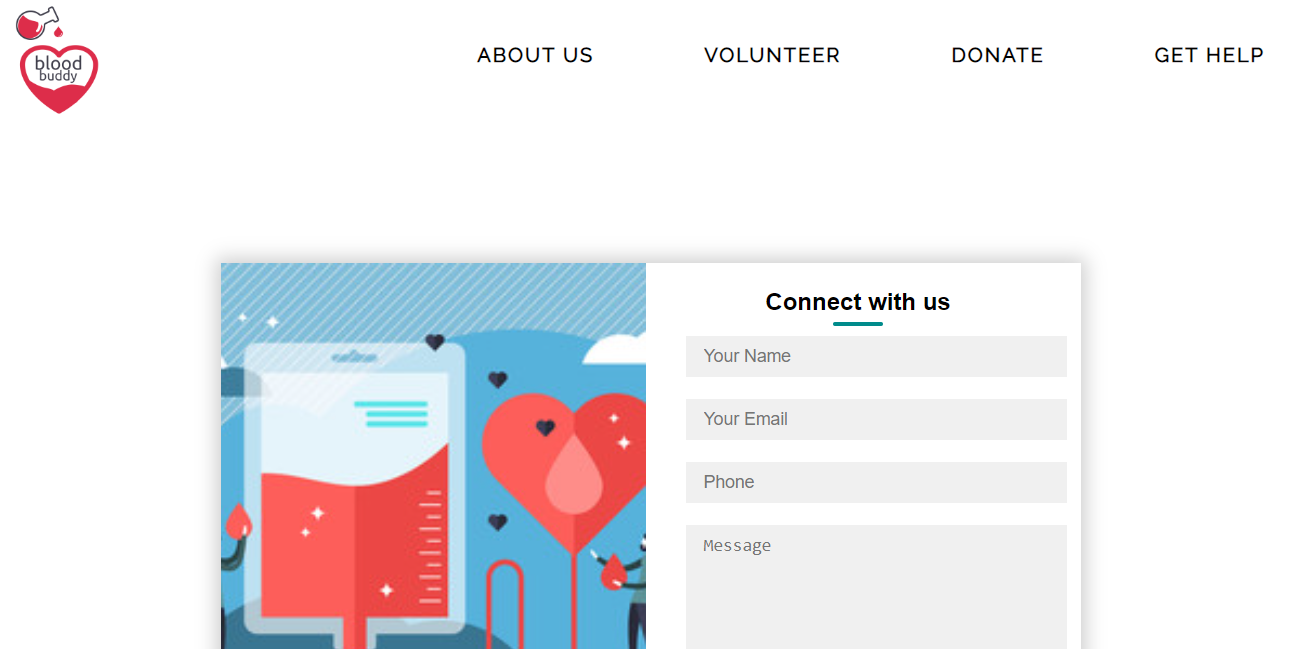 blood
buddy
ABOUT US
VOLUNTEER
DONATE
GET HELP
Connect with us
Your Name
Your Email
Phone
Message